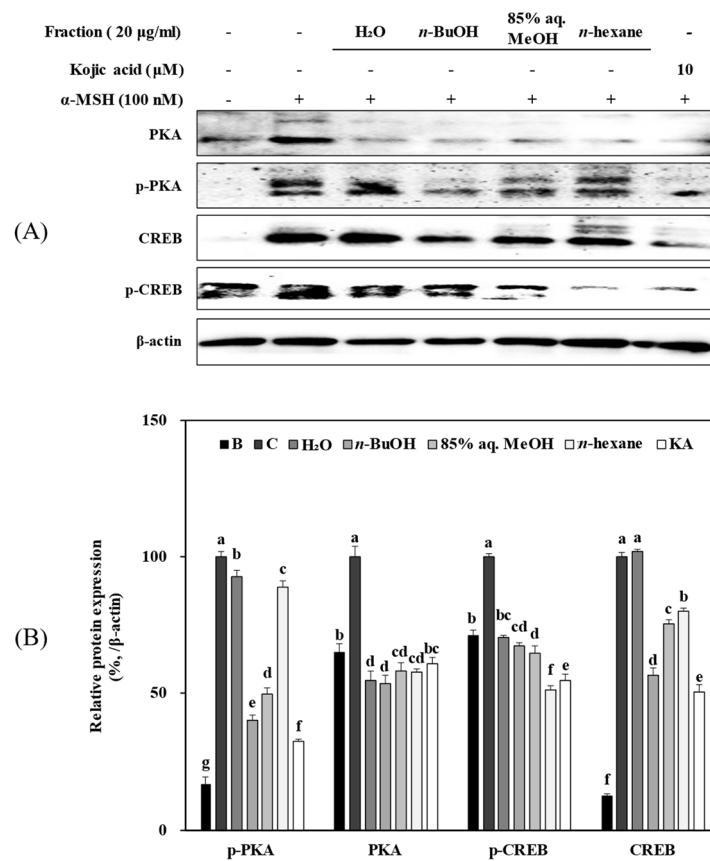 Fraction ( 20 μg/ml) - - H₂O n-BuOH 85% aq. MeOH n-hexane -
Kojic acid (μM) - - - - - - 10
α-MSH (100 nM) - + + + + + +
PKA
p-PKA
(A)
CREB
p-CREB
β-actin
150
B C H₂O n-BuOH 85% aq. MeOH n-hexane KA
100
50
0
(B)
Relative protein expression
(%, /β-actin)
g a b e d c f
b a d d cd cd bc
b a bc cd d f e
f a a d c b e
p-PKA PKA p-CREB CREB